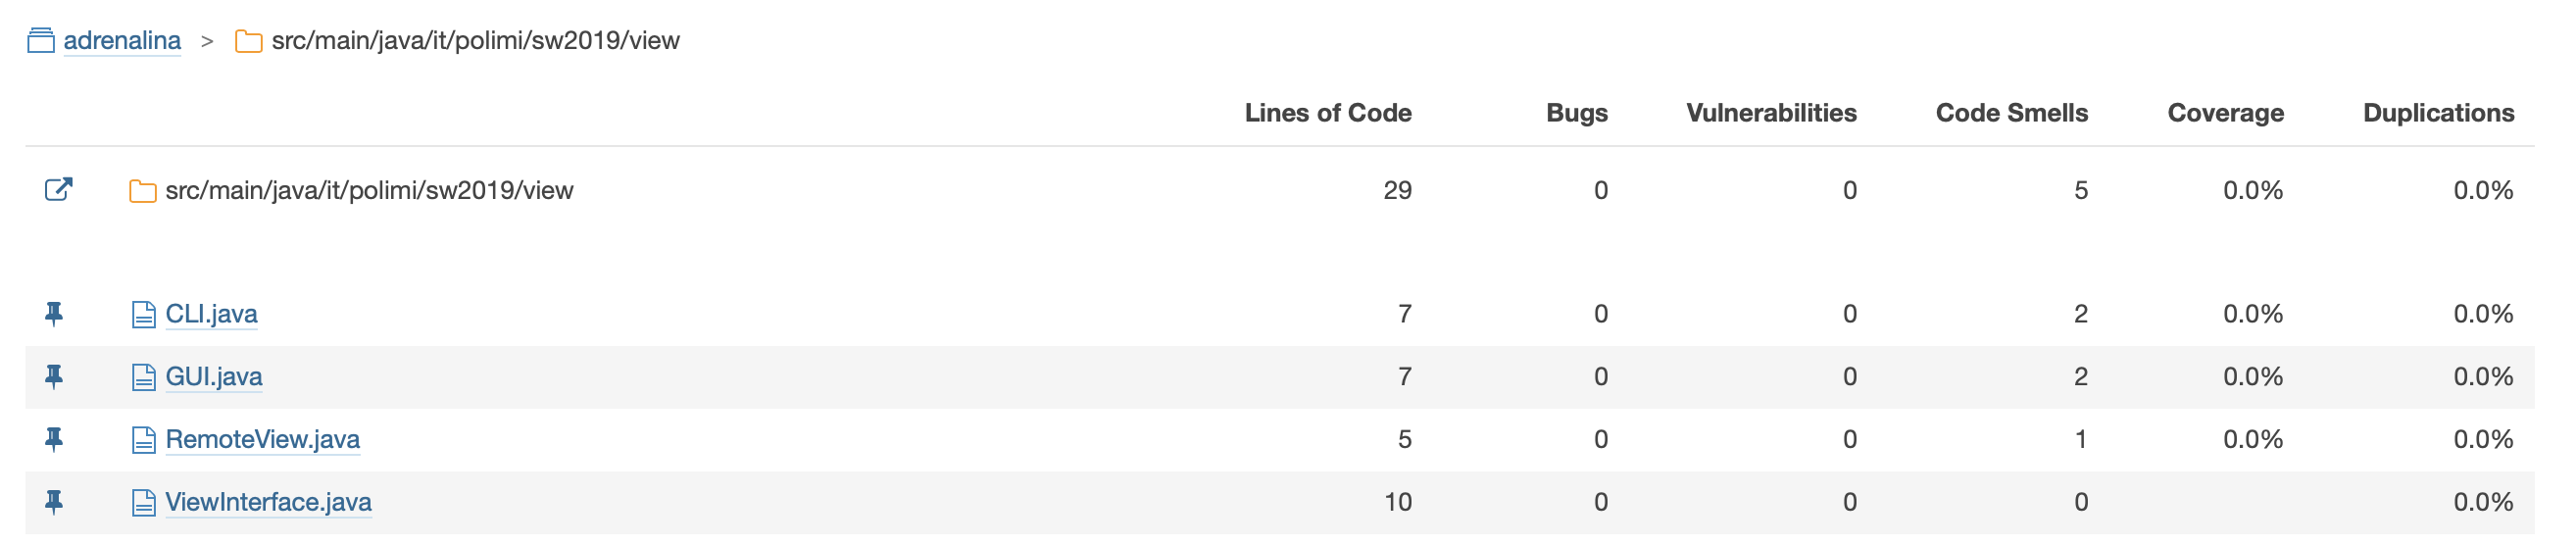 adrenalina > src/main/java/it/polimi/sw2019/view
Lines of Code Bugs Vulnerabilities Code Smells Coverage Duplications
src/main/java/it/polimi/sw2019/view 29 0 0 5 0.0% 0.0%
CLI.java 7 0 0 2 0.0% 0.0%
GUI.java 7 0 0 2 0.0% 0.0%
RemoteView.java 5 0 0 1 0.0% 0.0%
ViewInterface.java 10 0 0 0 0.0%